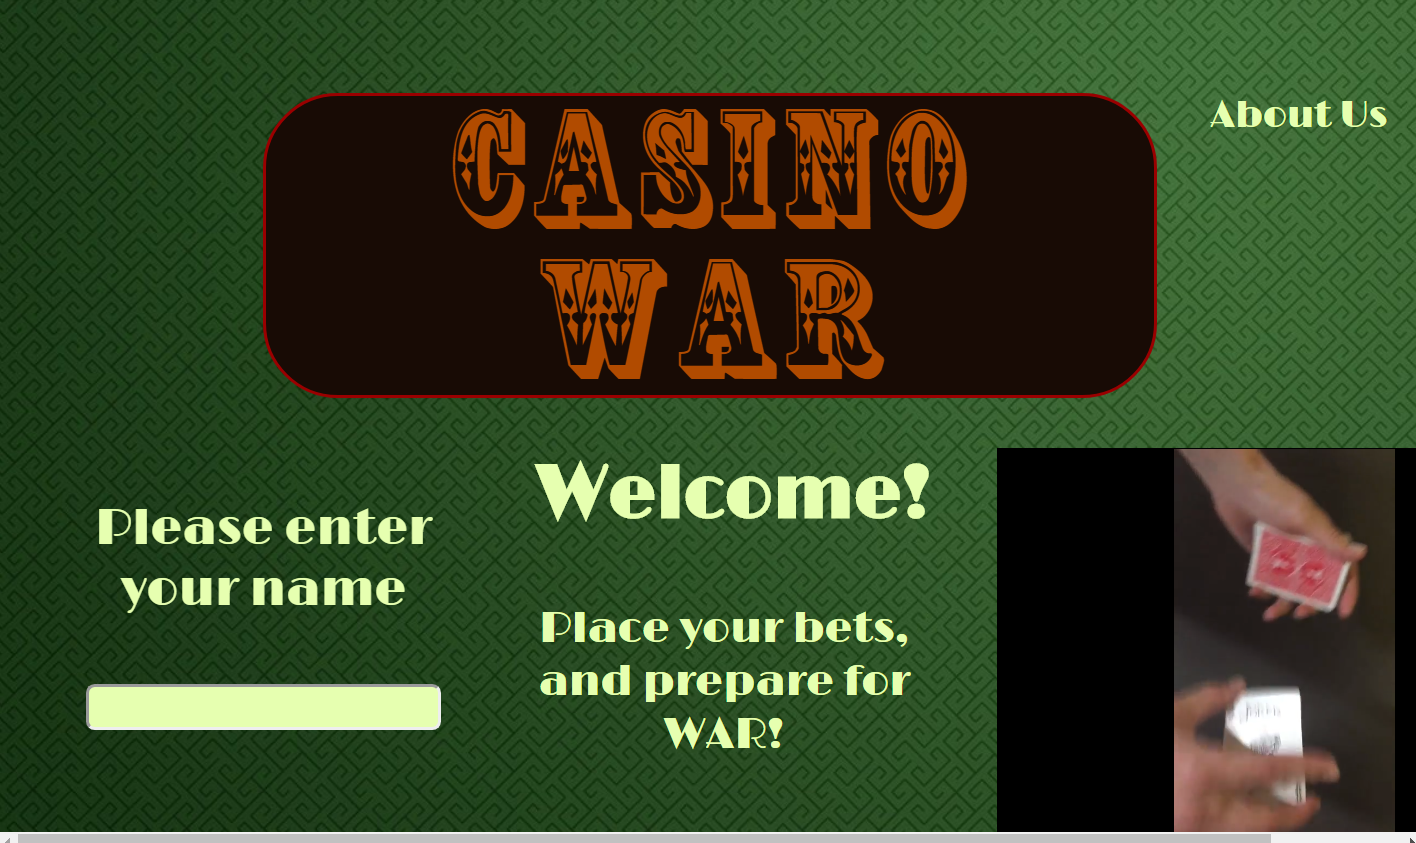 About Us
CASINO
WAR
Welcome!
Please enter
your name
Place your bets,
and prepare for
WAR!